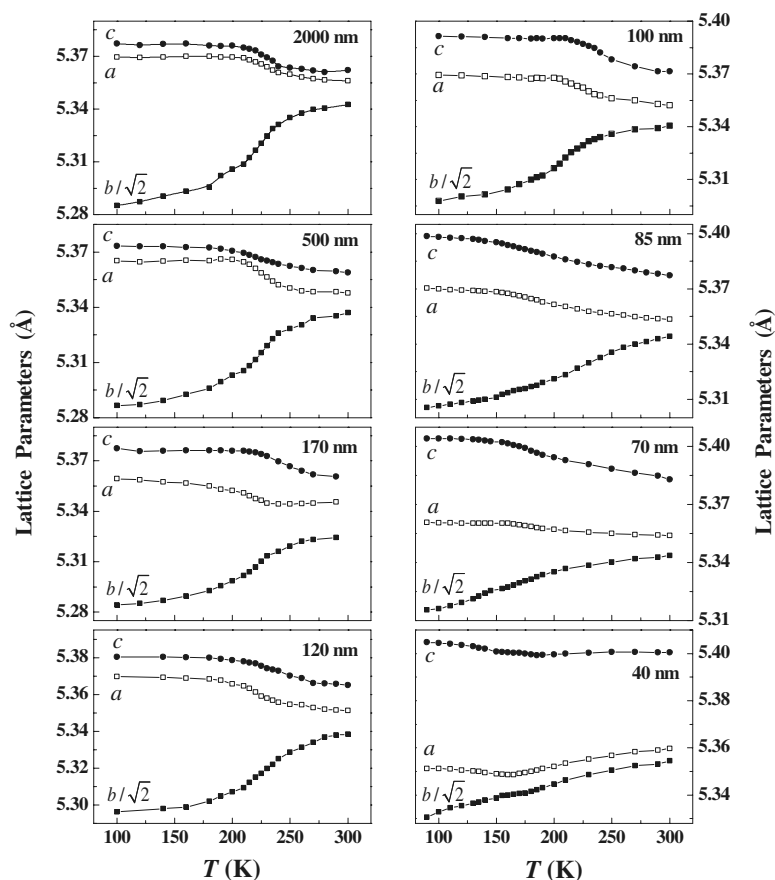 Lattice Parameters (Å)
2000 nm
c
a
b/√2
5.37
5.34
5.31
5.28
500 nm
c
a
b/√2
5.37
5.34
5.31
5.28
170 nm
c
a
b/√2
5.37
5.34
5.31
5.28
120 nm
c
a
b/√2
5.38
5.36
5.34
5.30
100 150 200 250 300
T (K)
100 nm
c
a
b/√2
5.40
5.37
5.34
5.31
85 nm
c
a
b/√2
5.40
5.37
5.34
5.31
70 nm
c
a
b/√2
5.40
5.37
5.34
5.31
40 nm
c
a
b/√2
5.40
5.38
5.35
5.33
100 150 200 250 300
T (K)
Lattice Parameters (Å)